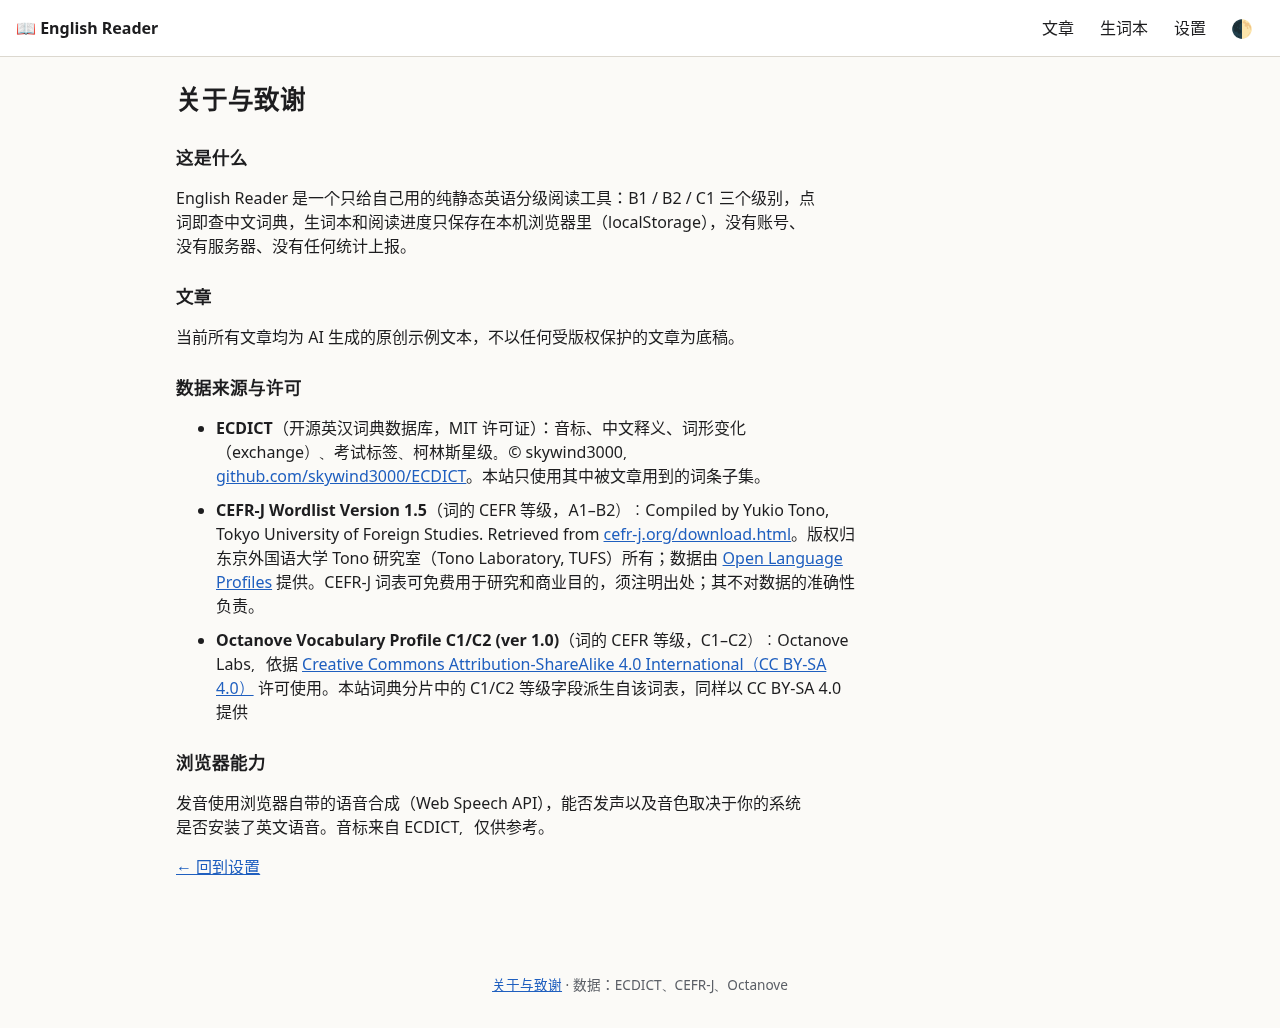 📖 English Reader
文章 生词本 设置 🌓
关于与致谢
这是什么
English Reader 是一个只给自己用的纯静态英语分级阅读工具：B1 / B2 / C1 三个级别，点
词即查中文词典，生词本和阅读进度只保存在本机浏览器里（localStorage），没有账号、
没有服务器、没有任何统计上报。
文章
当前所有文章均为 AI 生成的原创示例文本，不以任何受版权保护的文章为底稿。
数据来源与许可
• ECDICT（开源英汉词典数据库，MIT 许可证）：音标、中文释义、词形变化
（exchange）、考试标签、柯林斯星级。© skywind3000，
github.com/skywind3000/ECDICT。本站只使用其中被文章用到的词条子集。
• CEFR-J Wordlist Version 1.5（词的 CEFR 等级，A1–B2）：Compiled by Yukio Tono,
Tokyo University of Foreign Studies. Retrieved from cefr-j.org/download.html。版权归
东京外国语大学 Tono 研究室（Tono Laboratory, TUFS）所有；数据由 Open Language
Profiles 提供。CEFR-J 词表可免费用于研究和商业目的，须注明出处；其不对数据的准确性
负责。
• Octanove Vocabulary Profile C1/C2 (ver 1.0)（词的 CEFR 等级，C1–C2）：Octanove
Labs，依据 Creative Commons Attribution-ShareAlike 4.0 International（CC BY-SA
4.0） 许可使用。本站词典分片中的 C1/C2 等级字段派生自该词表，同样以 CC BY-SA 4.0
提供
浏览器能力
发音使用浏览器自带的语音合成（Web Speech API），能否发声以及音色取决于你的系统
是否安装了英文语音。音标来自 ECDICT，仅供参考。
← 回到设置
关于与致谢 · 数据：ECDICT、CEFR-J、Octanove